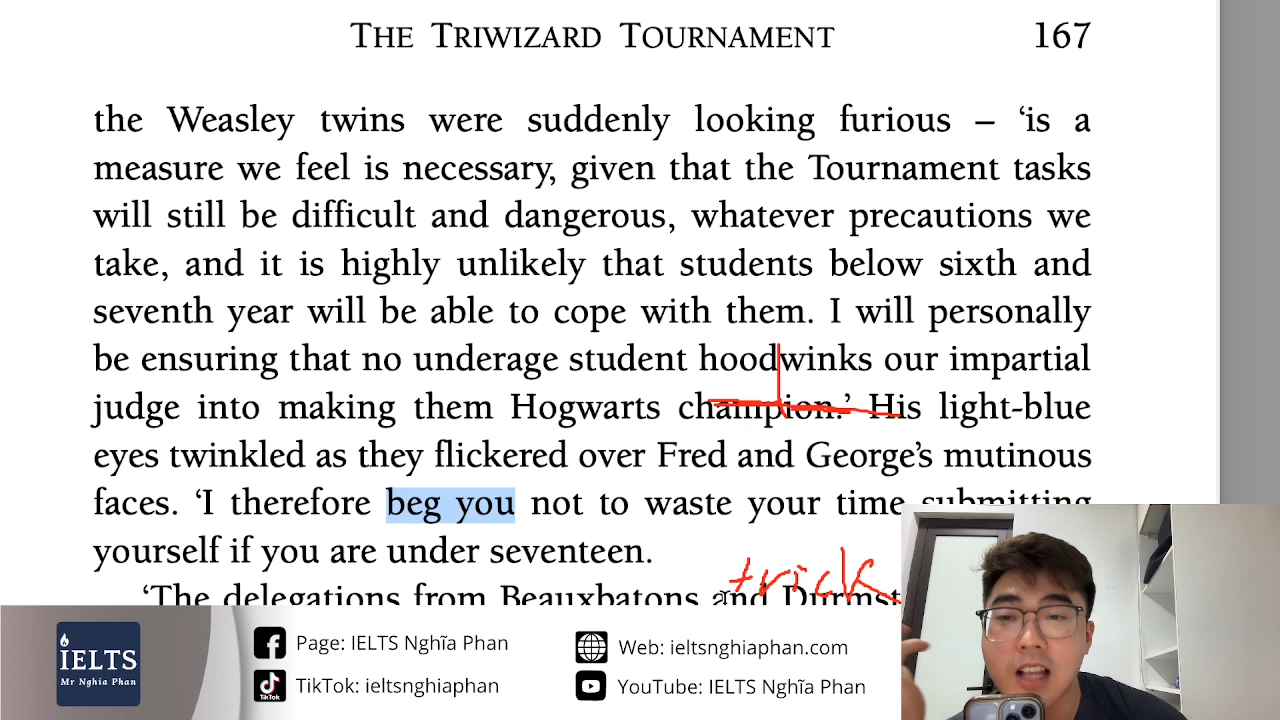 THE TRIWIZARD TOURNAMENT 167
the Weasley twins were suddenly looking furious – ‘is a
measure we feel is necessary, given that the Tournament tasks
will still be difficult and dangerous, whatever precautions we
take, and it is highly unlikely that students below sixth and
seventh year will be able to cope with them. I will personally
be ensuring that no underage student hoodwinks our impartial
judge into making them Hogwarts champion.’ His light-blue
eyes twinkled as they flickered over Fred and George’s mutinous
faces. ‘I therefore beg you not to waste your time submitting
yourself if you are under seventeen.
trick
‘The delegations from Beauxbatons and
IELTS
Mr Nghia Phan
Page: IELTS Nghĩa Phan
TikTok: ieltsnghiaphan
Web: ieltsnghiaphan.com
YouTube: IELTS Nghĩa Phan